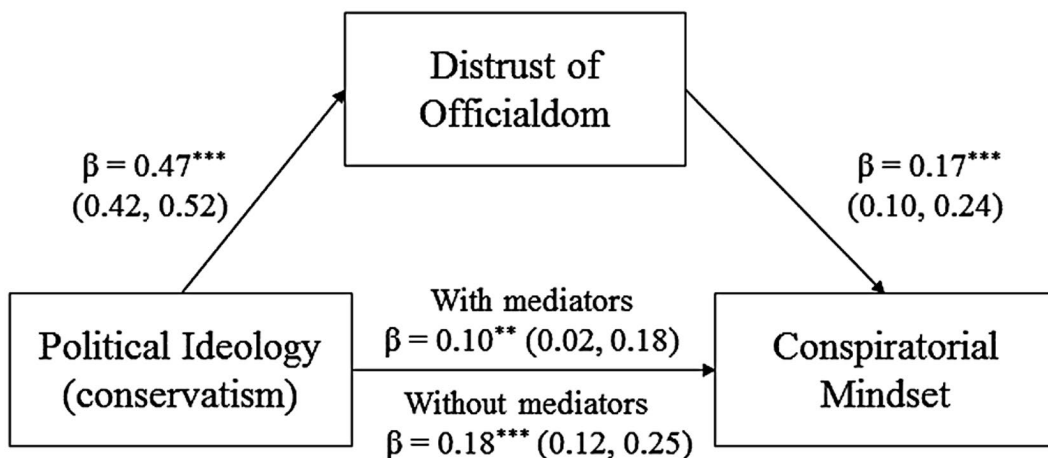 Distrust of
Officialdom
β = 0.47***
(0.42, 0.52)
β = 0.17***
(0.10, 0.24)
Political Ideology
(conservatism)
With mediators
β = 0.10** (0.02, 0.18)
Without mediators
β = 0.18*** (0.12, 0.25)
Conspiratorial
Mindset